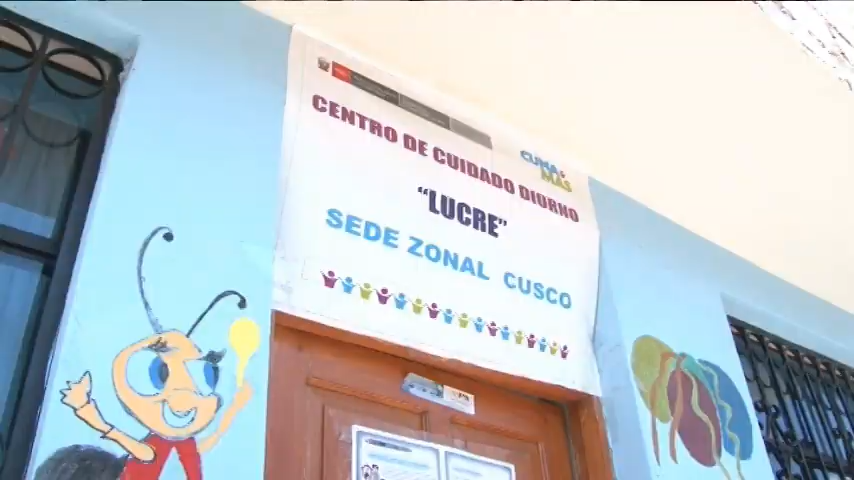 CENTRO DE CUIDADO DIURNO
CUNA
MÁS
"LUCRE"
SEDE ZONAL CUSCO